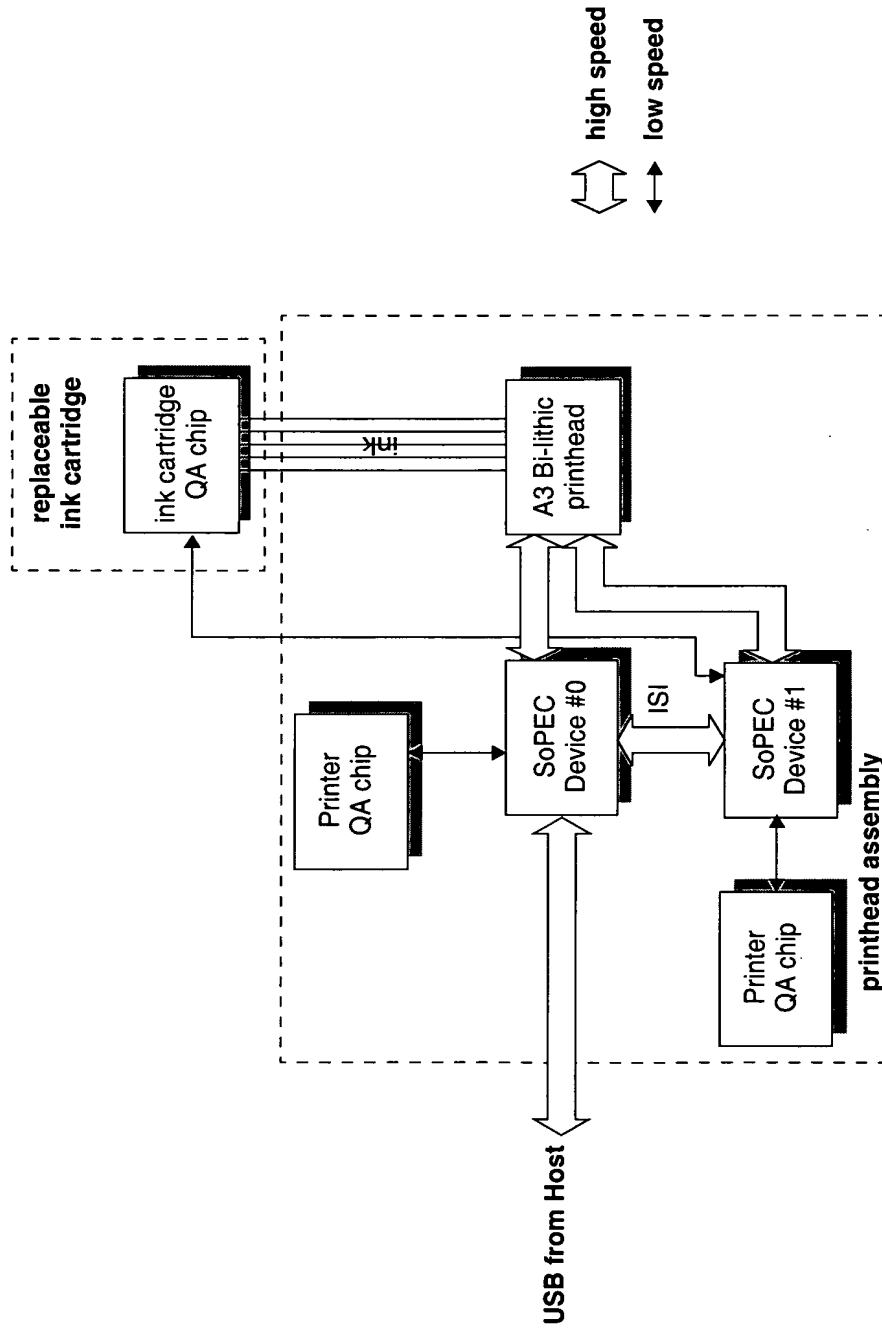 replaceable
ink cartridge
ink cartridge
QA chip
ink
Printer
QA chip
A3 Bi-lithic
printhead
SoPEC
Device #0
ISI
SoPEC
Device #1
Printer
QA chip
printhead assembly
USB from Host
high speed
low speed